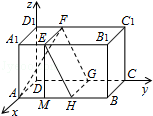 z
D₁ F C₁
A₁ E B₁
D G C y
A M H B
x